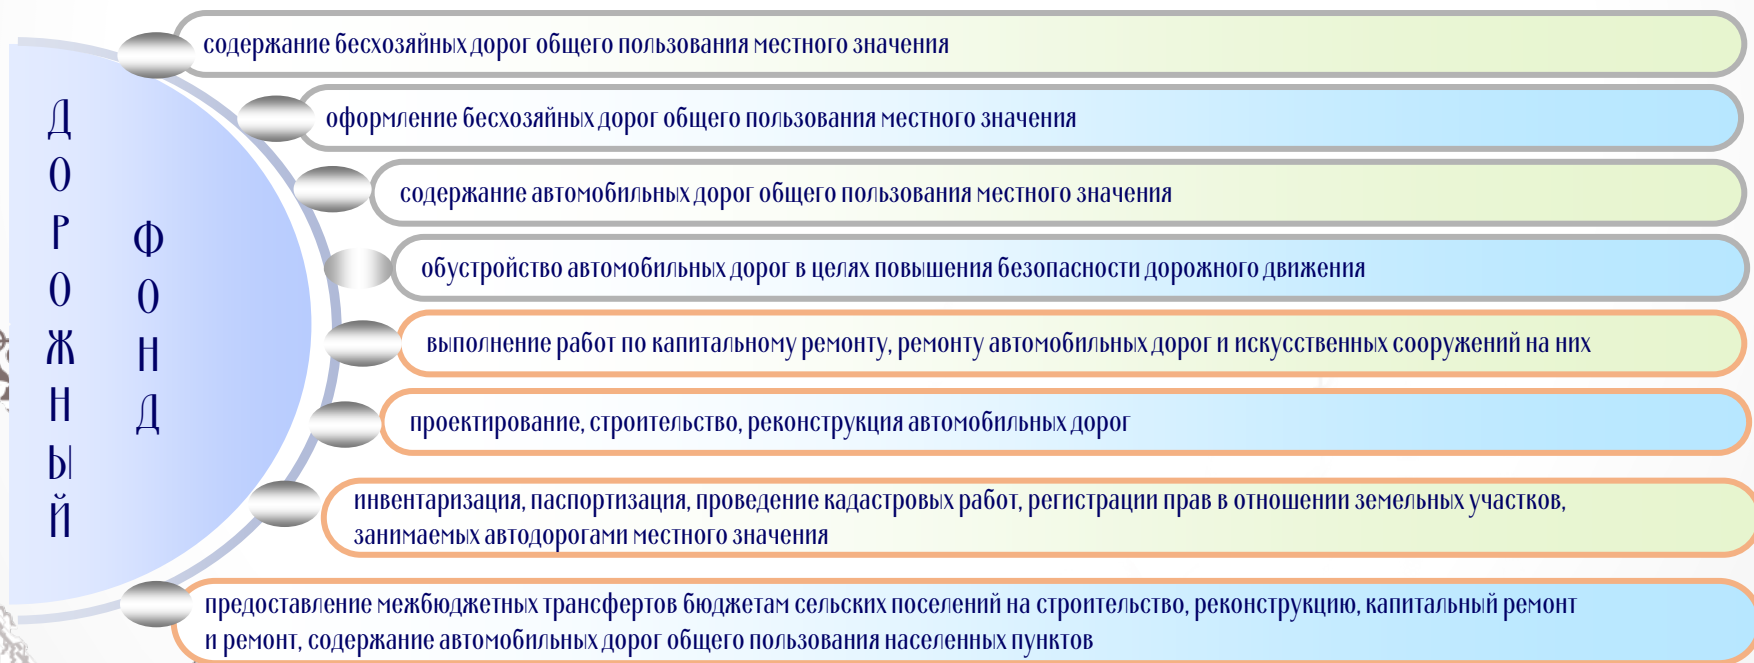 ДОРОЖНЫЙ
ФОНД
содержание бесхозяйных дорог общего пользования местного значения
оформление бесхозяйных дорог общего пользования местного значения
содержание автомобильных дорог общего пользования местного значения
обустройство автомобильных дорог в целях повышения безопасности дорожного движения
выполнение работ по капитальному ремонту, ремонту автомобильных дорог и искусственных сооружений на них
проектирование, строительство, реконструкция автомобильных дорог
инвентаризация, паспортизация, проведение кадастровых работ, регистрации прав в отношении земельных участков,
занимаемых автодорогами местного значения
предоставление межбюджетных трансфертов бюджетам сельских поселений на строительство, реконструкцию, капитальный ремонт
и ремонт, содержание автомобильных дорог общего пользования населенных пунктов